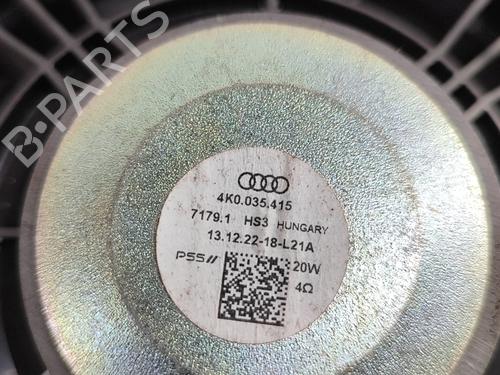 B-PARTS
4K0.035.415
7179.1 HS3 HUNGARY
13.12.22-18-L21A
PSS// 20W
4Ω